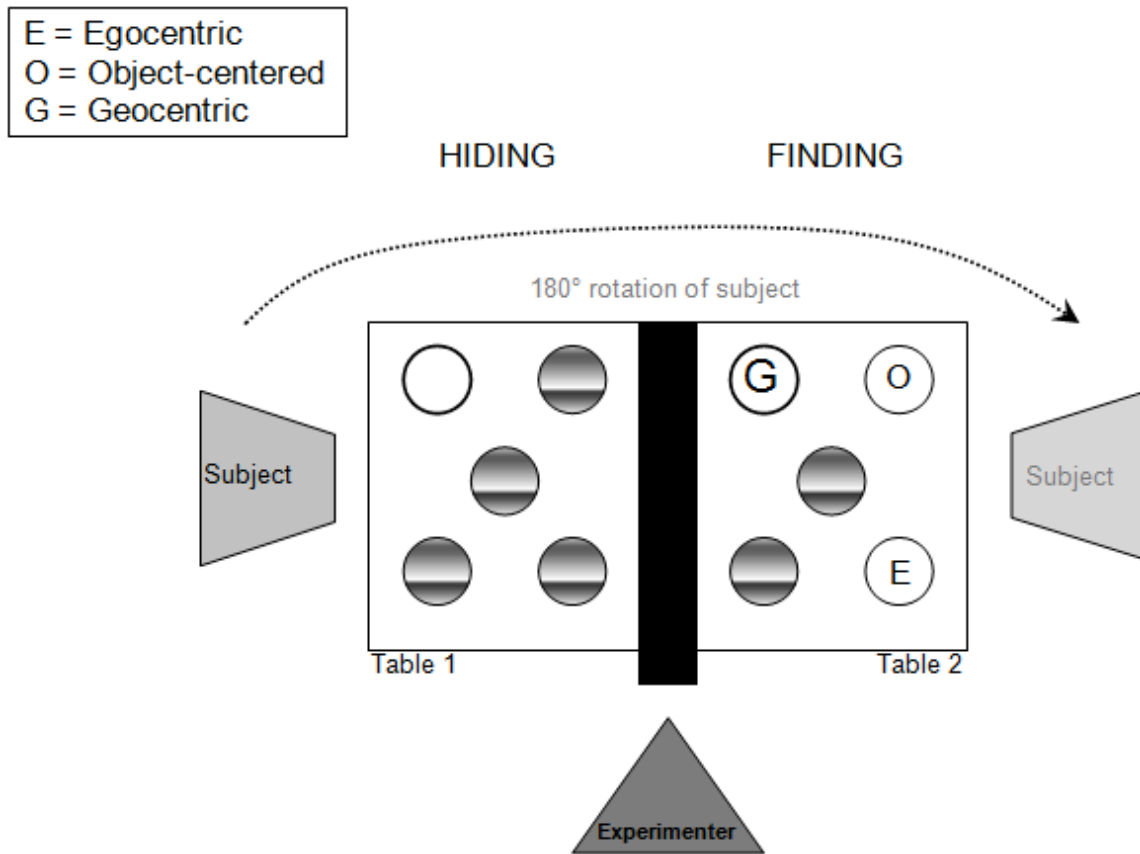 E = Egocentric
O = Object-centered
G = Geocentric
HIDING FINDING
180° rotation of subject
G O
Subject Subject
E
Table 1 Table 2
Experimenter